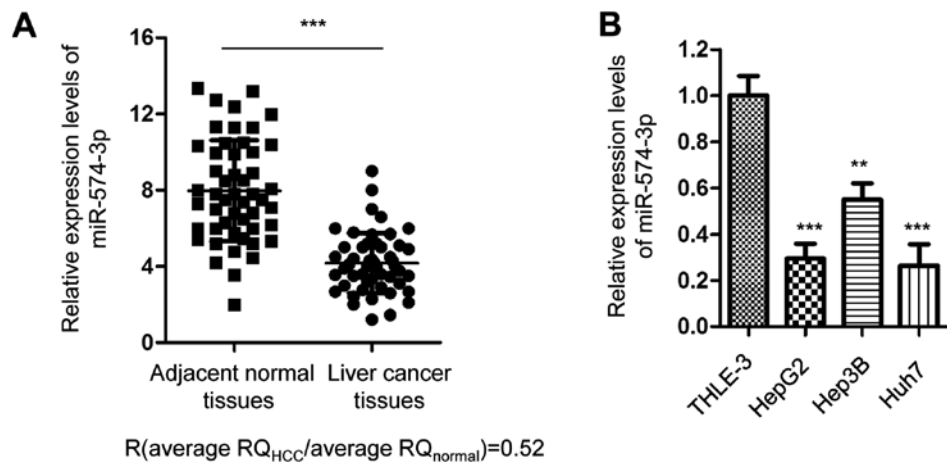 A
Relative expression levels of
miR-574-3p
16
12
8
4
0
***
Adjacent normal
tissues
Liver cancer
tissues
R(average RQHCC/average RQnormal)=0.52
B
Relative expression levels
of miR-574-3p
1.2
1.0
0.8
0.6
0.4
0.2
0.0
***
**
***
THLE-3
HepG2
Hep3B
Huh7